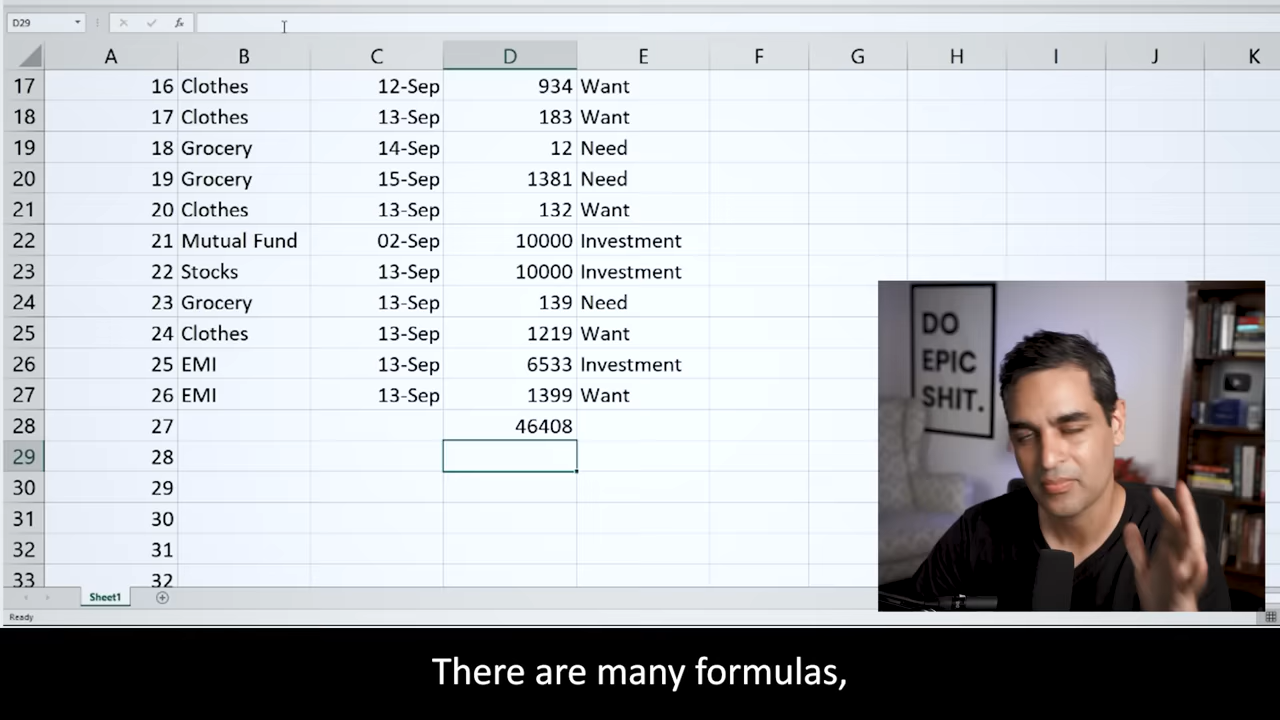 D29
fx
A B C D E F G H I J K
17 16 Clothes 12-Sep 934 Want
18 17 Clothes 13-Sep 183 Want
19 18 Grocery 14-Sep 12 Need
20 19 Grocery 15-Sep 1381 Need
21 20 Clothes 13-Sep 132 Want
22 21 Mutual Fund 02-Sep 10000 Investment
23 22 Stocks 13-Sep 10000 Investment
24 23 Grocery 13-Sep 139 Need
25 24 Clothes 13-Sep 1219 Want
26 25 EMI 13-Sep 6533 Investment
27 26 EMI 13-Sep 1399 Want
28 27 46408
29 28
30 29
31 30
32 31
33 32
DO
EPIC
SHIT.
Sheet1
Ready
There are many formulas,